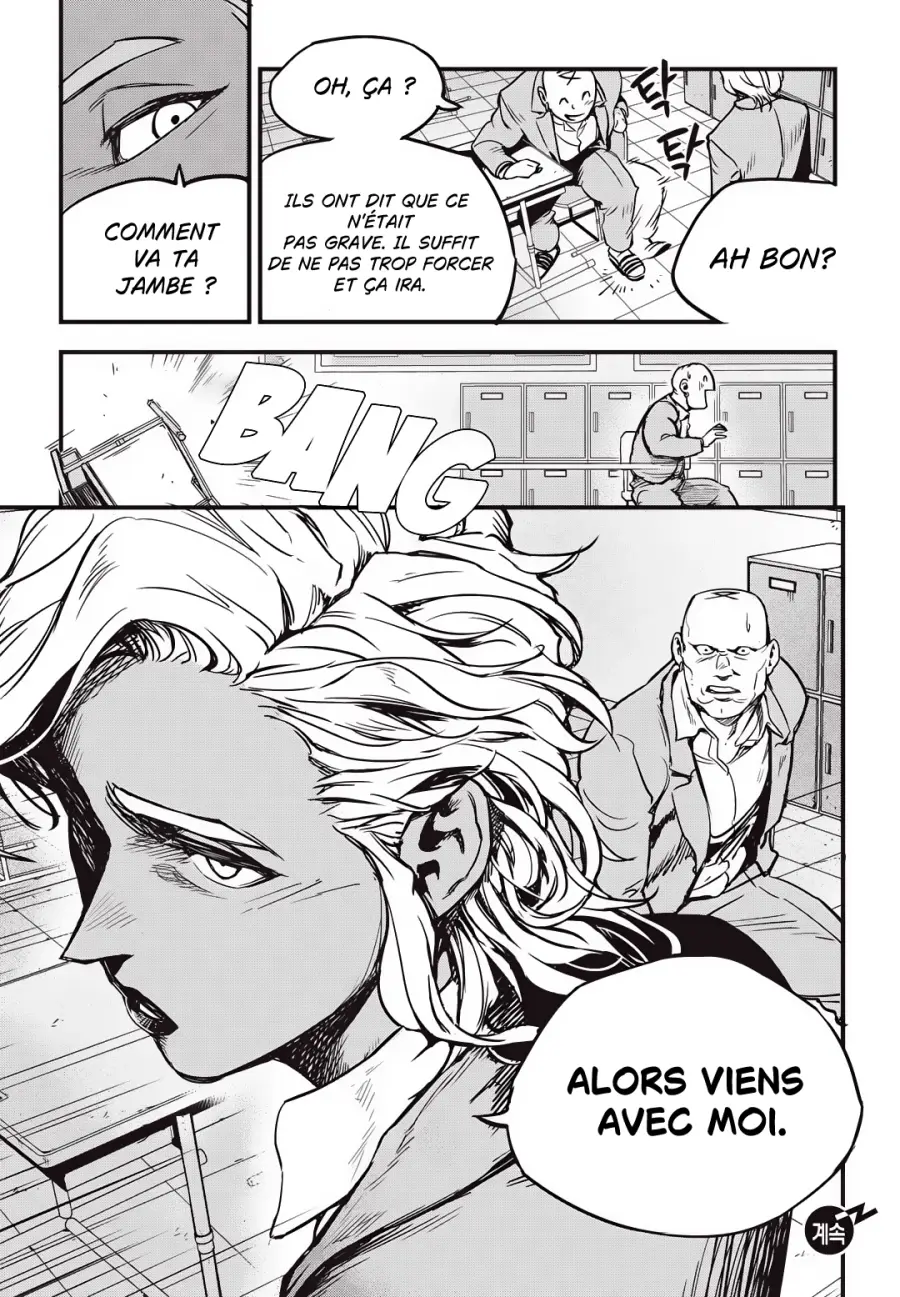 COMMENT
VA TA
JAMBE ?
OH, ÇA ?
ILS ONT DIT QUE CE
N'ÉTAIT
PAS GRAVE. IL SUFFIT
DE NE PAS TROP FORCER
ET ÇA IRA.
탁
탁
AH BON?
BANG
ALORS VIENS
AVEC MOI.
계속